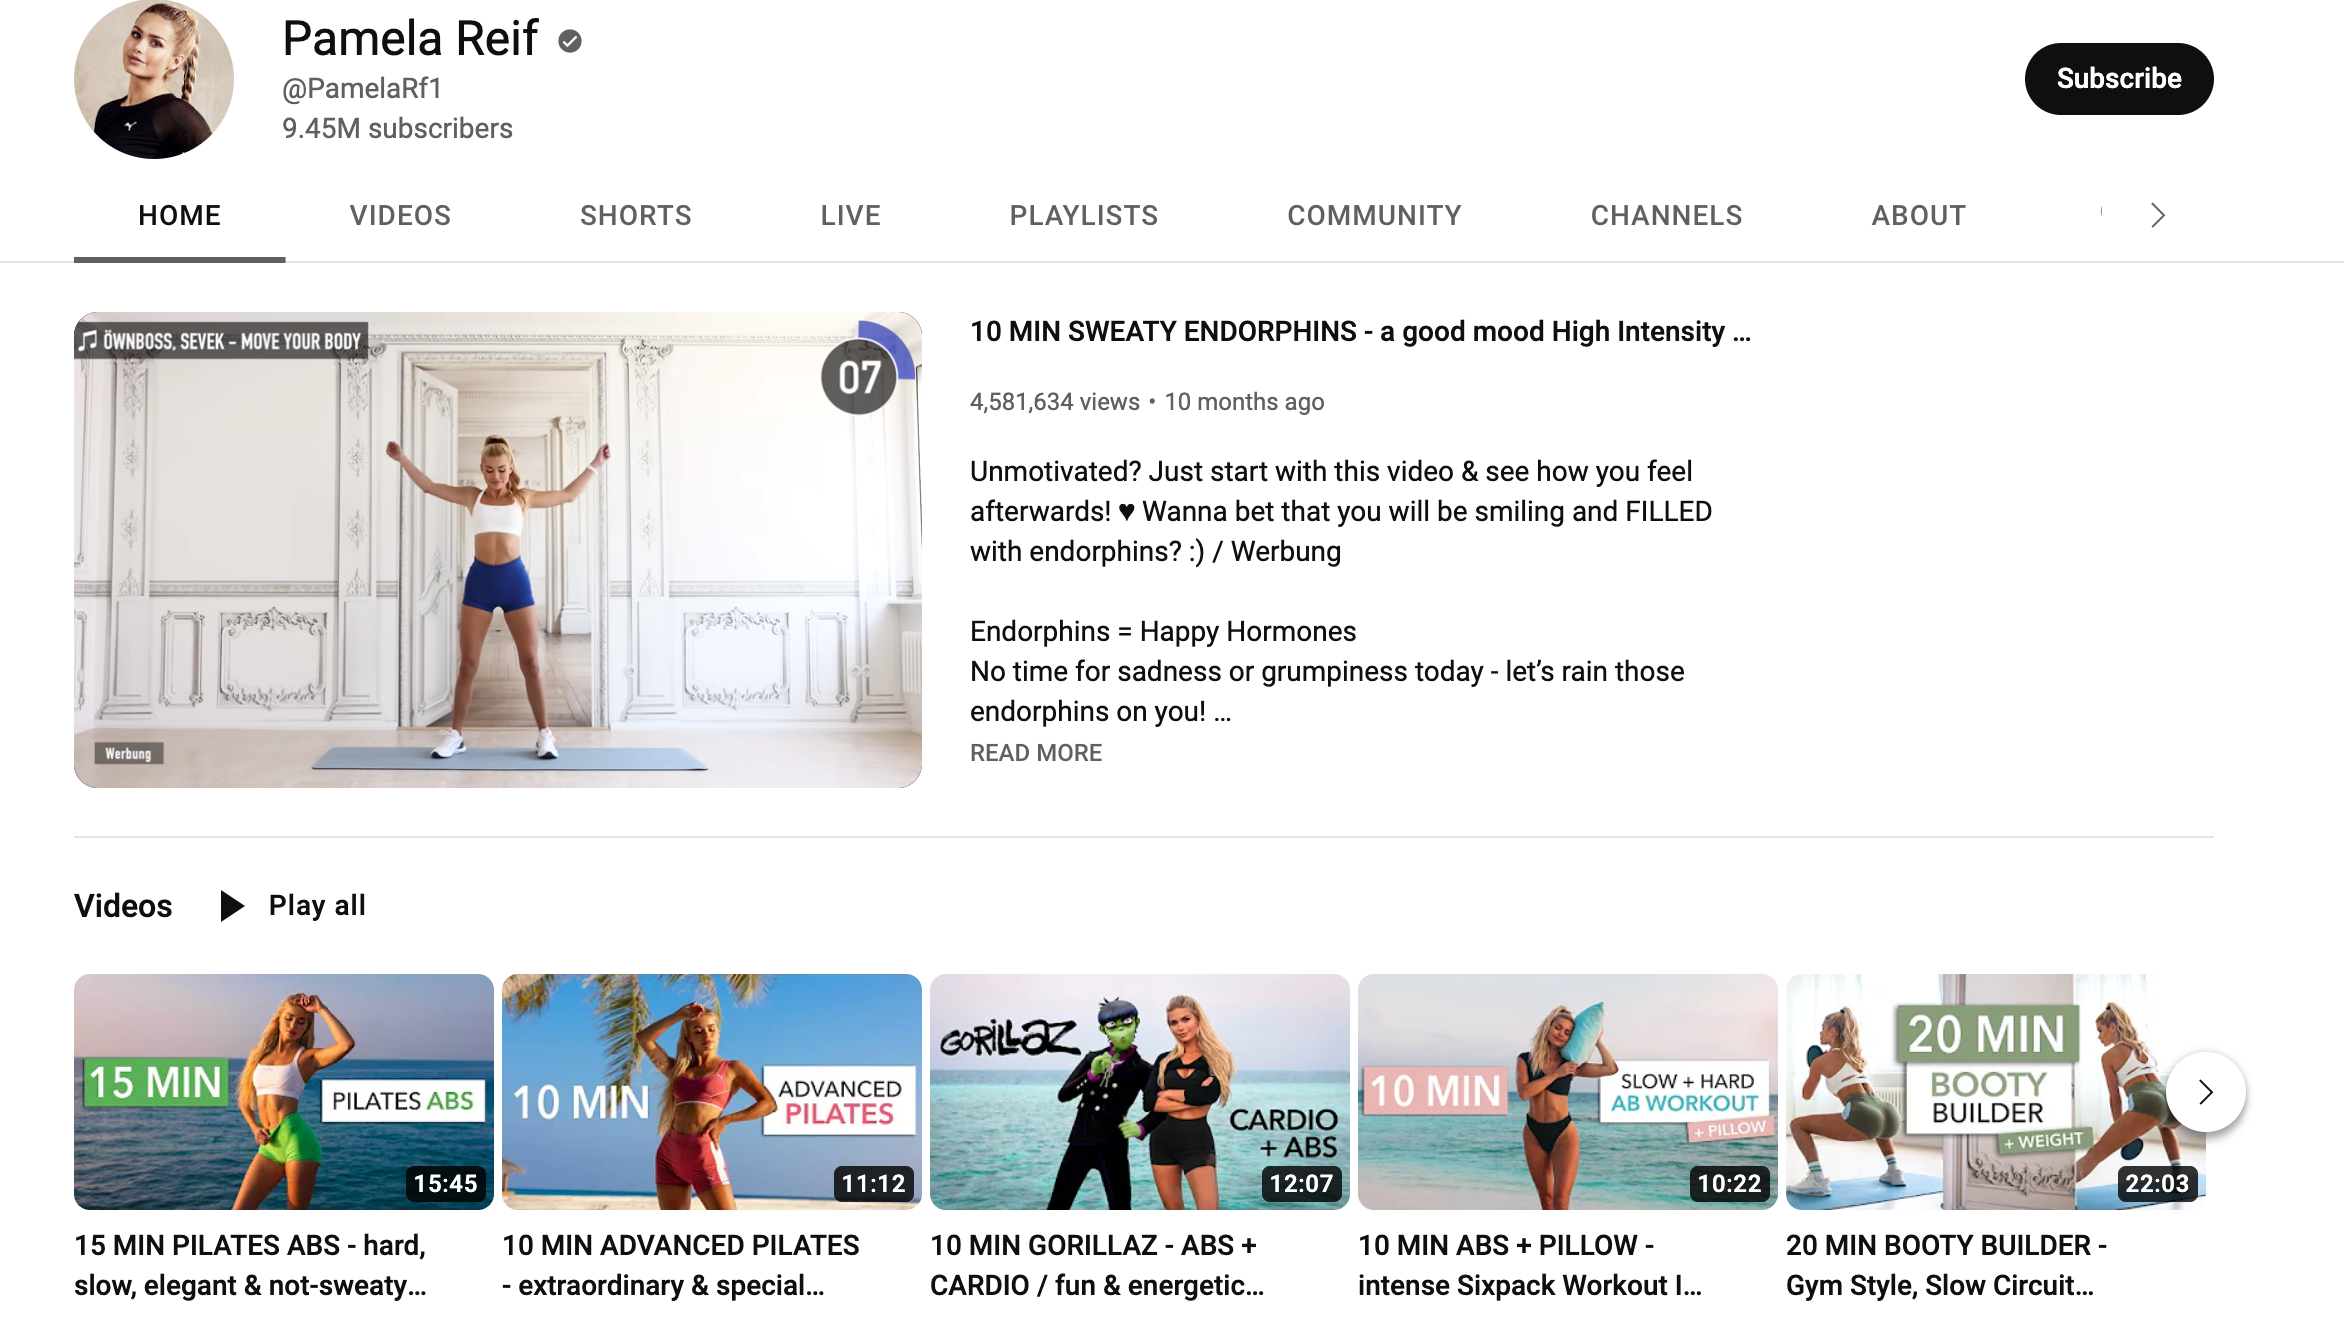 Pamela Reif
@PamelaRf1
9.45M subscribers
Subscribe
HOME
VIDEOS
SHORTS
LIVE
PLAYLISTS
COMMUNITY
CHANNELS
ABOUT
ÖWNBOSS, SEVEK - MOVE YOUR BODY
07
Werbung
10 MIN SWEATY ENDORPHINS - a good mood High Intensity ...
4,581,634 views • 10 months ago
Unmotivated? Just start with this video & see how you feel
afterwards! ♥ Wanna bet that you will be smiling and FILLED
with endorphins? :) / Werbung
Endorphins = Happy Hormones
No time for sadness or grumpiness today - let’s rain those
endorphins on you! ...
READ MORE
Videos
Play all
15 MIN
PILATES ABS
15:45
15 MIN PILATES ABS - hard,
slow, elegant & not-sweaty...
10 MIN
ADVANCED
PILATES
11:12
10 MIN ADVANCED PILATES
- extraordinary & special...
GORILLAZ
CARDIO
+ ABS
12:07
10 MIN GORILLAZ - ABS +
CARDIO / fun & energetic...
10 MIN
SLOW + HARD
AB WORKOUT
+ PILLOW
10:22
10 MIN ABS + PILLOW -
intense Sixpack Workout I...
20 MIN
BOOTY
BUILDER
+ WEIGHT
22:03
20 MIN BOOTY BUILDER -
Gym Style, Slow Circuit...